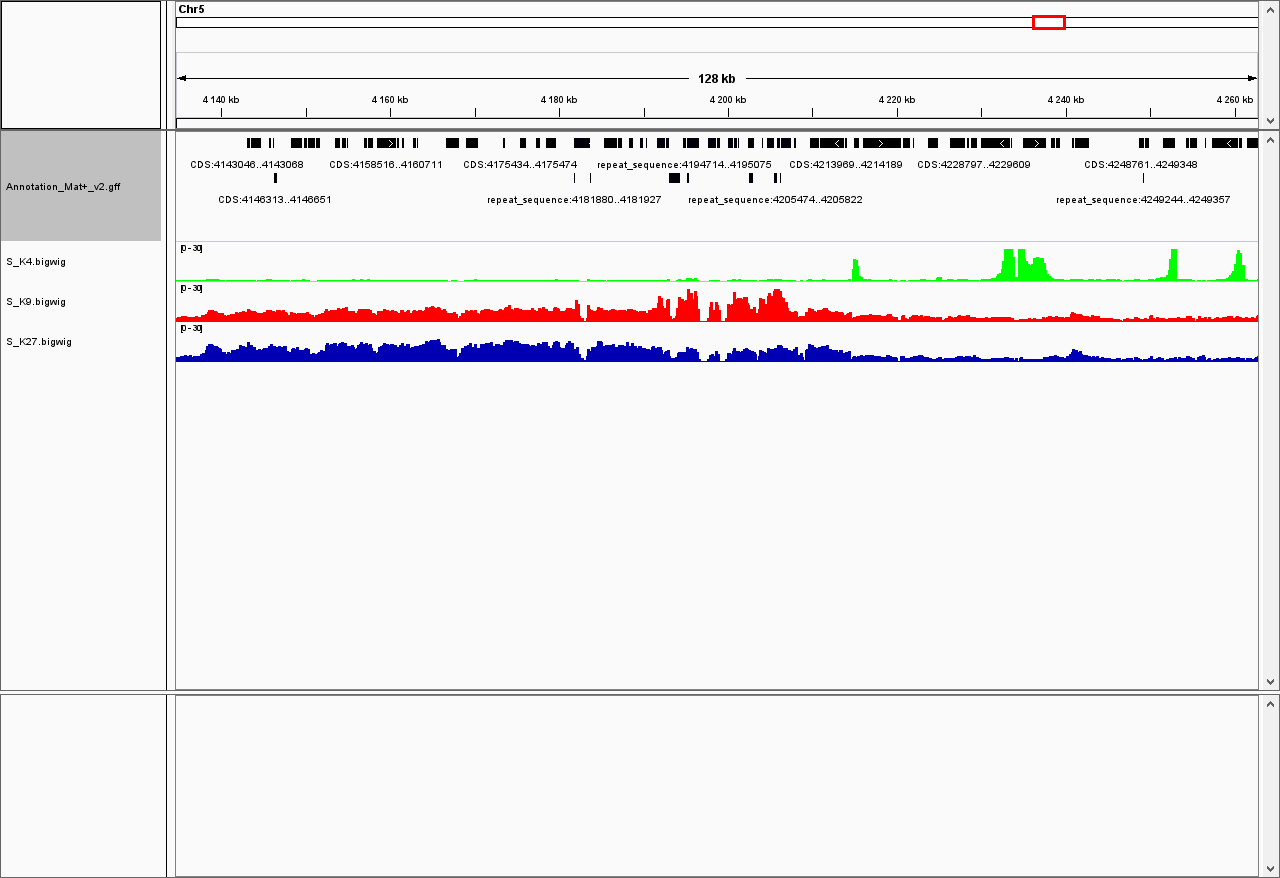 Chr5
128 kb
4 140 kb 4 160 kb 4 180 kb 4 200 kb 4 220 kb 4 240 kb 4 260 kb
CDS:4143046..4143068 CDS:4158516..4160711 CDS:4175434..4175474 repeat_sequence:4194714..4195075 CDS:4213969..4214189 CDS:4228797..4229609 CDS:4248761..4249348
Annotation_Mat+_v2.gff
CDS:4146313..4146651 repeat_sequence:4181880..4181927 repeat_sequence:4205474..4205822 repeat_sequence:4249244..4249357
[0 - 30]
S_K4.bigwig
[0 - 30]
S_K9.bigwig
[0 - 30]
S_K27.bigwig